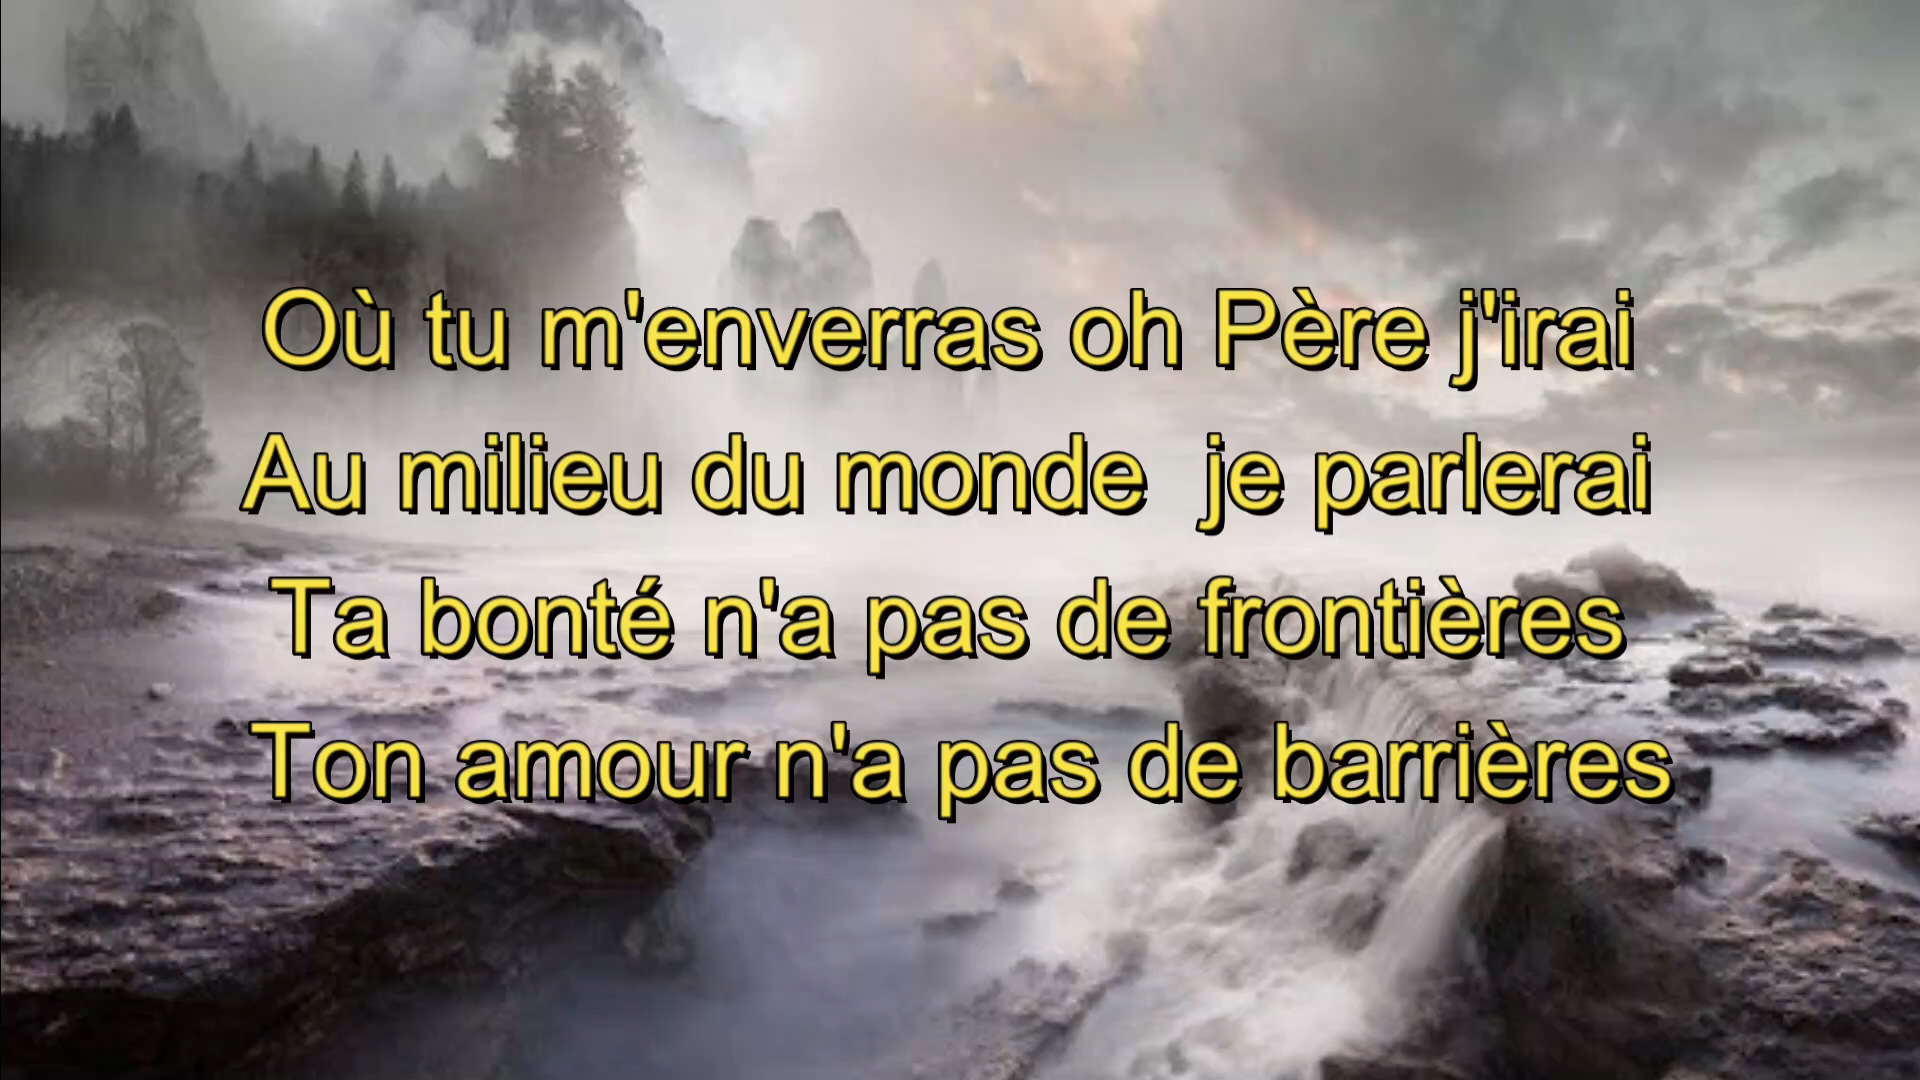 Où tu m'enverras oh Père j'irai
Au milieu du monde  je parlerai
Ta bonté n'a pas de frontières
Ton amour n'a pas de barrières